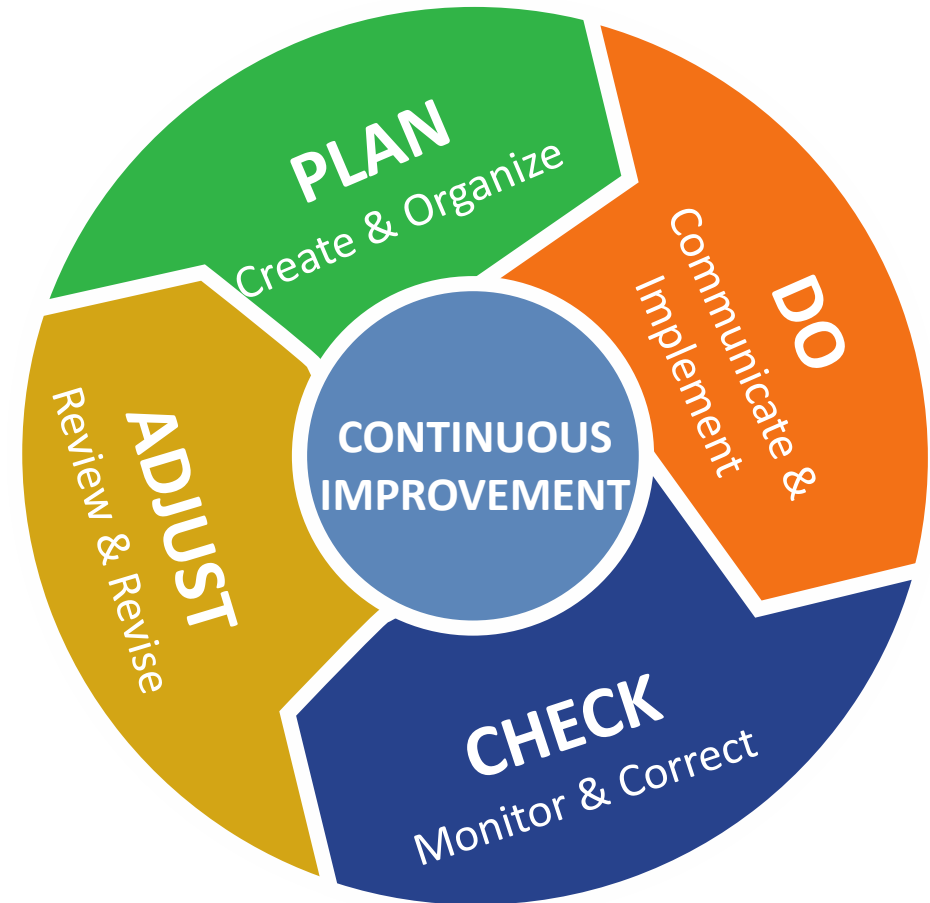 PLAN
Create & Organize
DO
Communicate &
Implement
CHECK
Monitor & Correct
ADJUST
Review & Revise
CONTINUOUS
IMPROVEMENT